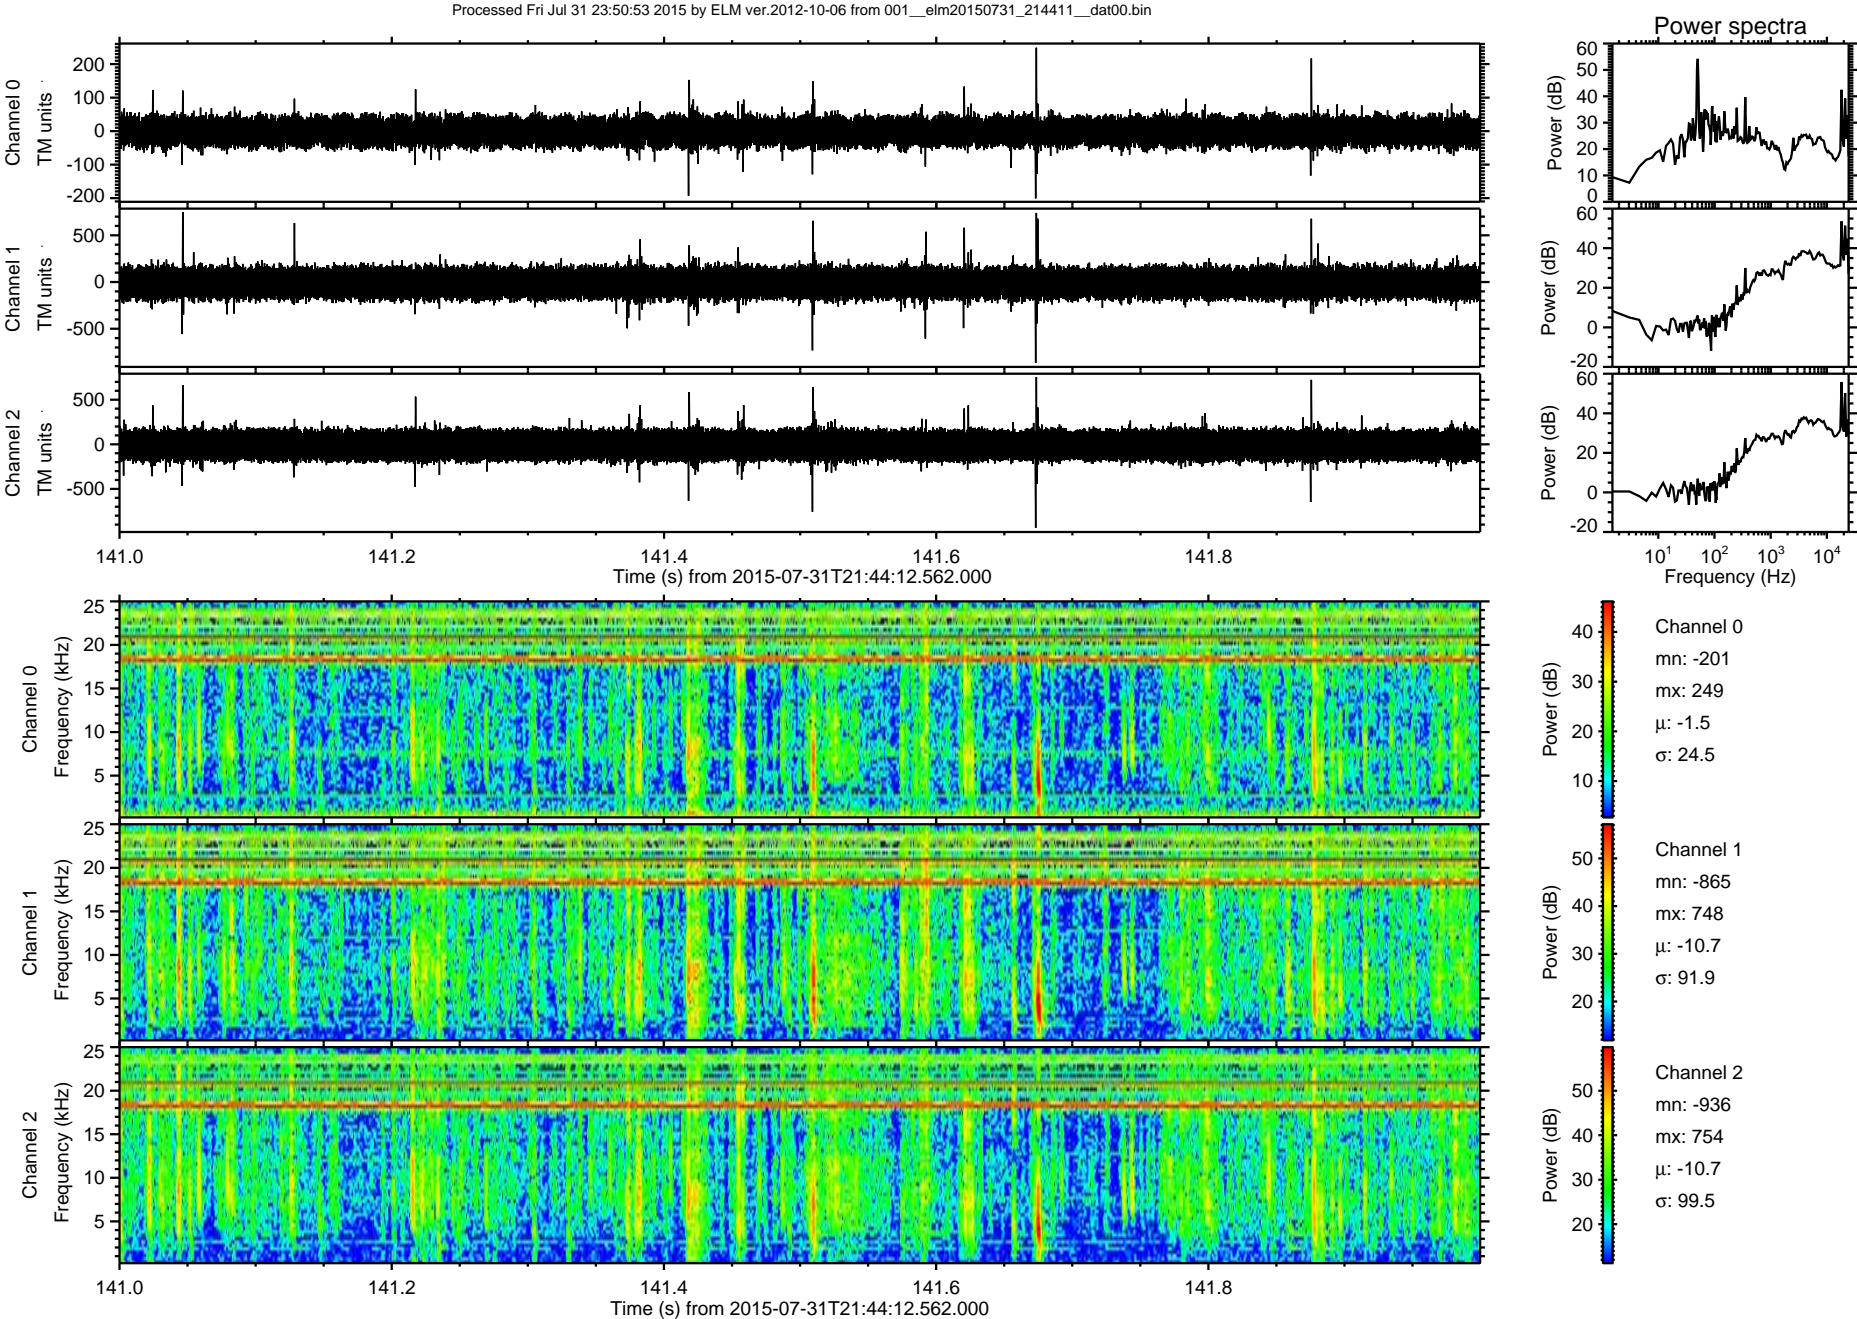 Processed Fri Jul 31 23:50:53 2015 by ELM ver.2012-10-06 from 001__elm20150731_214411__dat00.bin
Power spectra
Channel 0
TM units
200
100
0
-100
-200
Power (dB)
60
50
40
30
20
10
0
Channel 1
TM units
500
0
-500
Power (dB)
60
40
20
0
-20
Channel 2
TM units
500
0
-500
Power (dB)
60
40
20
0
-20
141.0 141.2 141.4 141.6 141.8
Time (s) from 2015-07-31T21:44:12.562.000
10¹ 10² 10³ 10⁴
Frequency (Hz)
Channel 0
Frequency (kHz)
25
20
15
10
5
Power (dB)
40
30
20
10
Channel 0
mn: -201
mx: 249
μ: -1.5
σ: 24.5
Channel 1
Frequency (kHz)
25
20
15
10
5
Power (dB)
50
40
30
20
Channel 1
mn: -865
mx: 748
μ: -10.7
σ: 91.9
Channel 2
Frequency (kHz)
25
20
15
10
5
Power (dB)
50
40
30
20
Channel 2
mn: -936
mx: 754
μ: -10.7
σ: 99.5
141.0 141.2 141.4 141.6 141.8
Time (s) from 2015-07-31T21:44:12.562.000